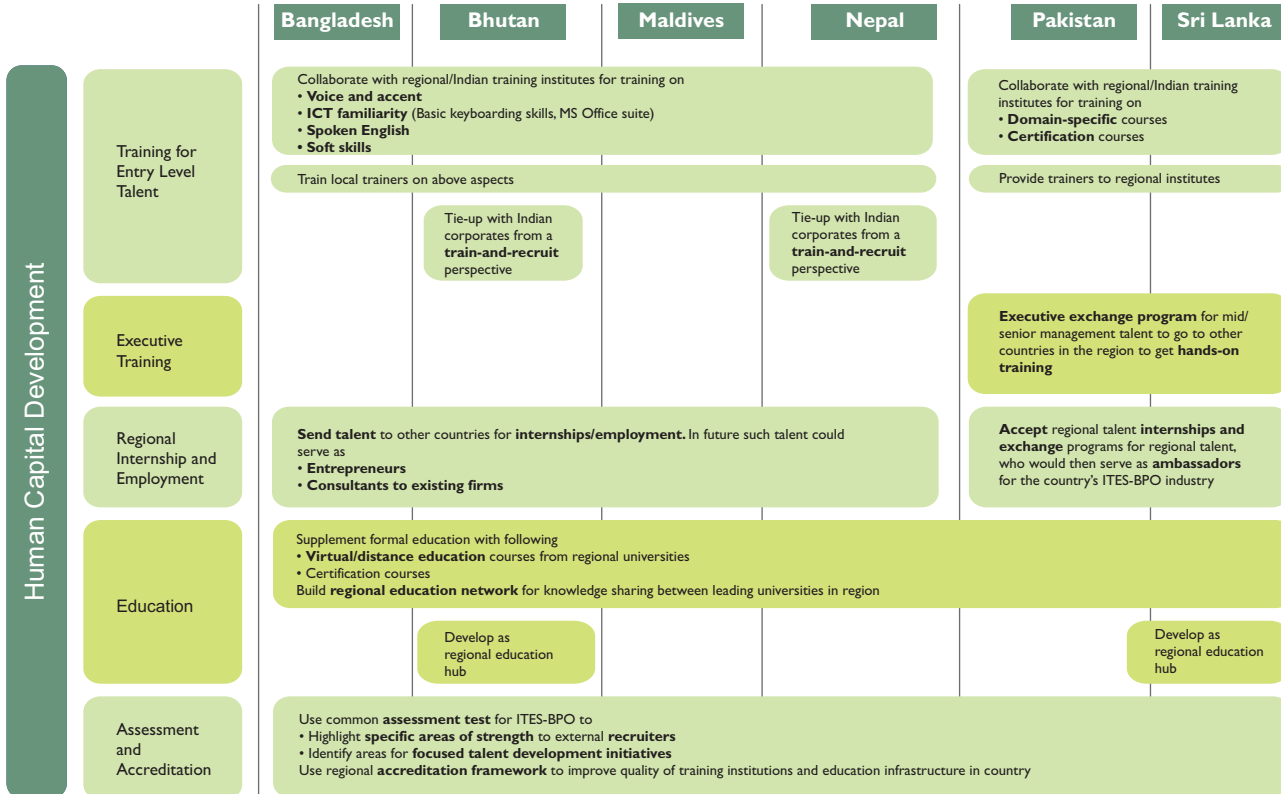 Bangladesh
Bhutan
Maldives
Nepal
Pakistan
Sri Lanka
Human Capital Development
Training for
Entry Level
Talent
Collaborate with regional/Indian training institutes for training on
• Voice and accent
• ICT familiarity (Basic keyboarding skills, MS Office suite)
• Spoken English
• Soft skills
Collaborate with regional/Indian training
institutes for training on
• Domain-specific courses
• Certification courses
Train local trainers on above aspects
Provide trainers to regional institutes
Tie-up with Indian
corporates from a
train-and-recruit
perspective
Tie-up with Indian
corporates from a
train-and-recruit
perspective
Executive
Training
Executive exchange program for mid/
senior management talent to go to other
countries in the region to get hands-on
training
Regional
Internship and
Employment
Send talent to other countries for internships/employment. In future such talent could
serve as
• Entrepreneurs
• Consultants to existing firms
Accept regional talent internships and
exchange programs for regional talent,
who would then serve as ambassadors
for the country's ITES-BPO industry
Education
Supplement formal education with following
• Virtual/distance education courses from regional universities
• Certification courses
Build regional education network for knowledge sharing between leading universities in region
Develop as
regional education
hub
Develop as
regional education
hub
Assessment
and
Accreditation
Use common assessment test for ITES-BPO to
• Highlight specific areas of strength to external recruiters
• Identify areas for focused talent development initiatives
Use regional accreditation framework to improve quality of training institutions and education infrastructure in country